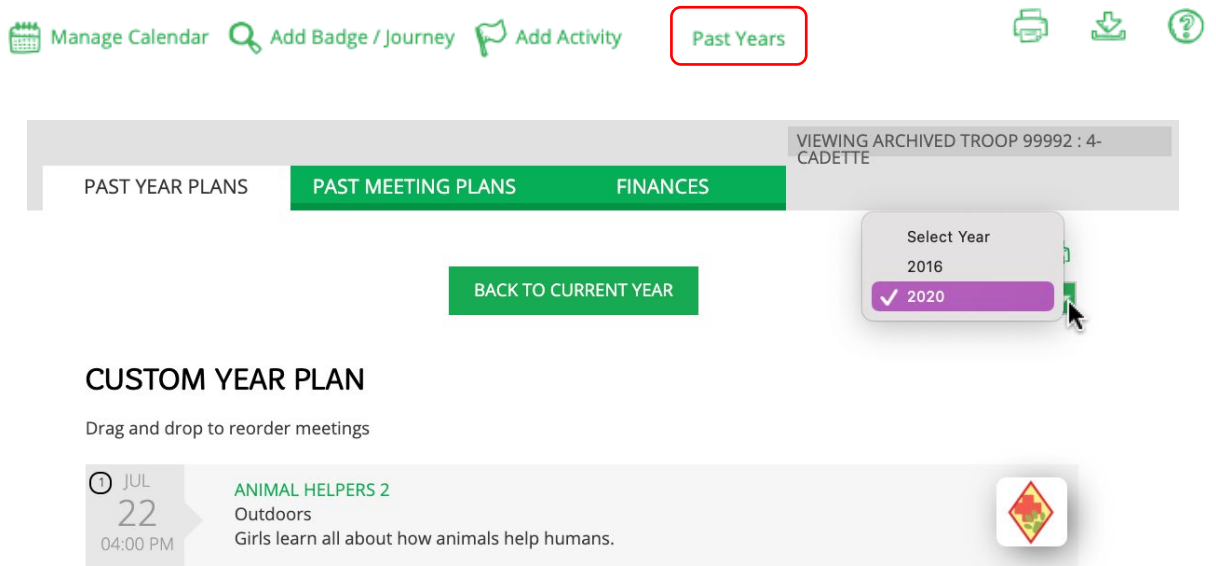 Manage Calendar Add Badge / Journey Add Activity Past Years ?
VIEWING ARCHIVED TROOP 99992 : 4-
CADETTE
PAST YEAR PLANS PAST MEETING PLANS FINANCES
Select Year
2016
2020
BACK TO CURRENT YEAR
CUSTOM YEAR PLAN
Drag and drop to reorder meetings
1 JUL
22
04:00 PM
ANIMAL HELPERS 2
Outdoors
Girls learn all about how animals help humans.